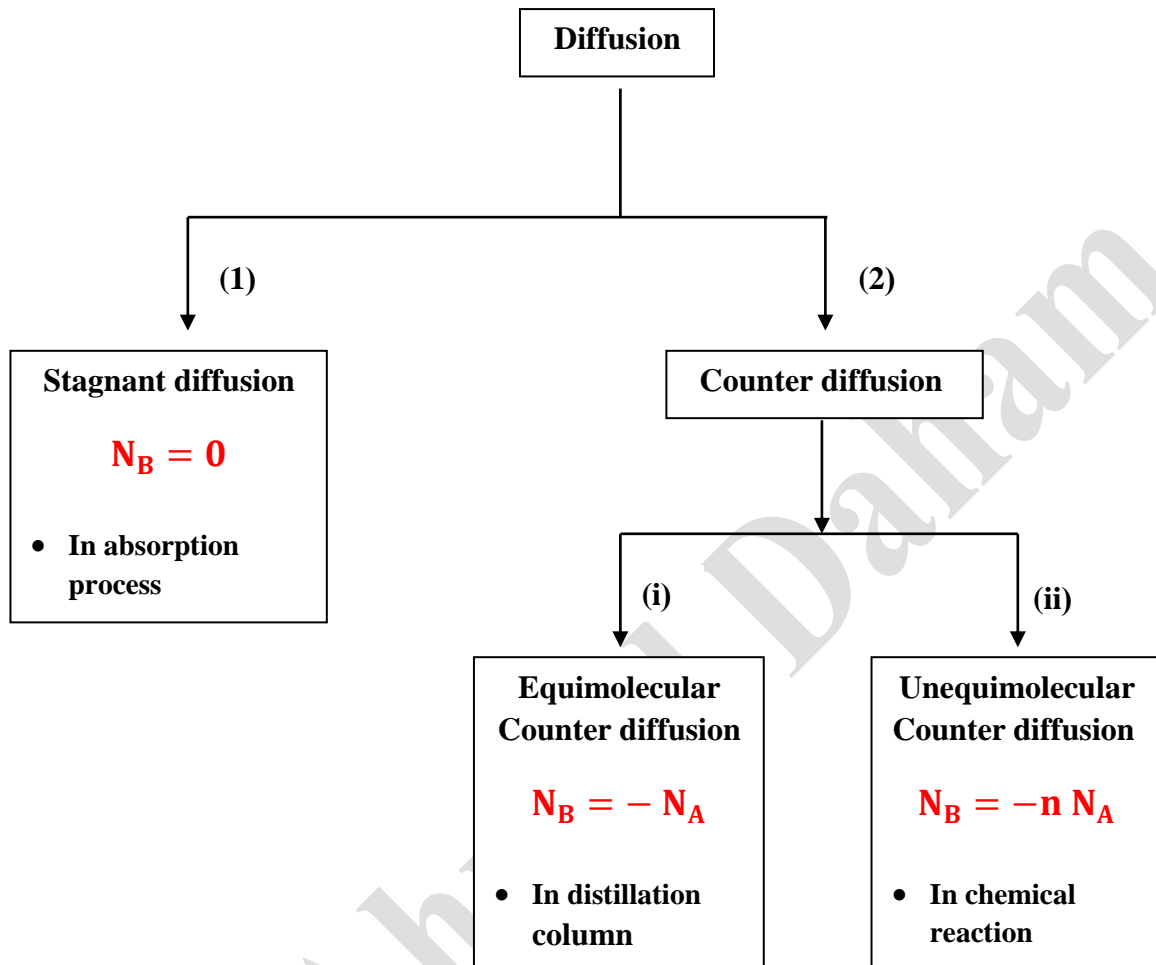 Diffusion
(1)
(2)
Stagnant diffusion
N_B = 0
• In absorption
process
Counter diffusion
(i)
(ii)
Equimolecular
Counter diffusion
N_B = − N_A
• In distillation
column
Unequimolecular
Counter diffusion
N_B = −n N_A
• In chemical
reaction
Daham